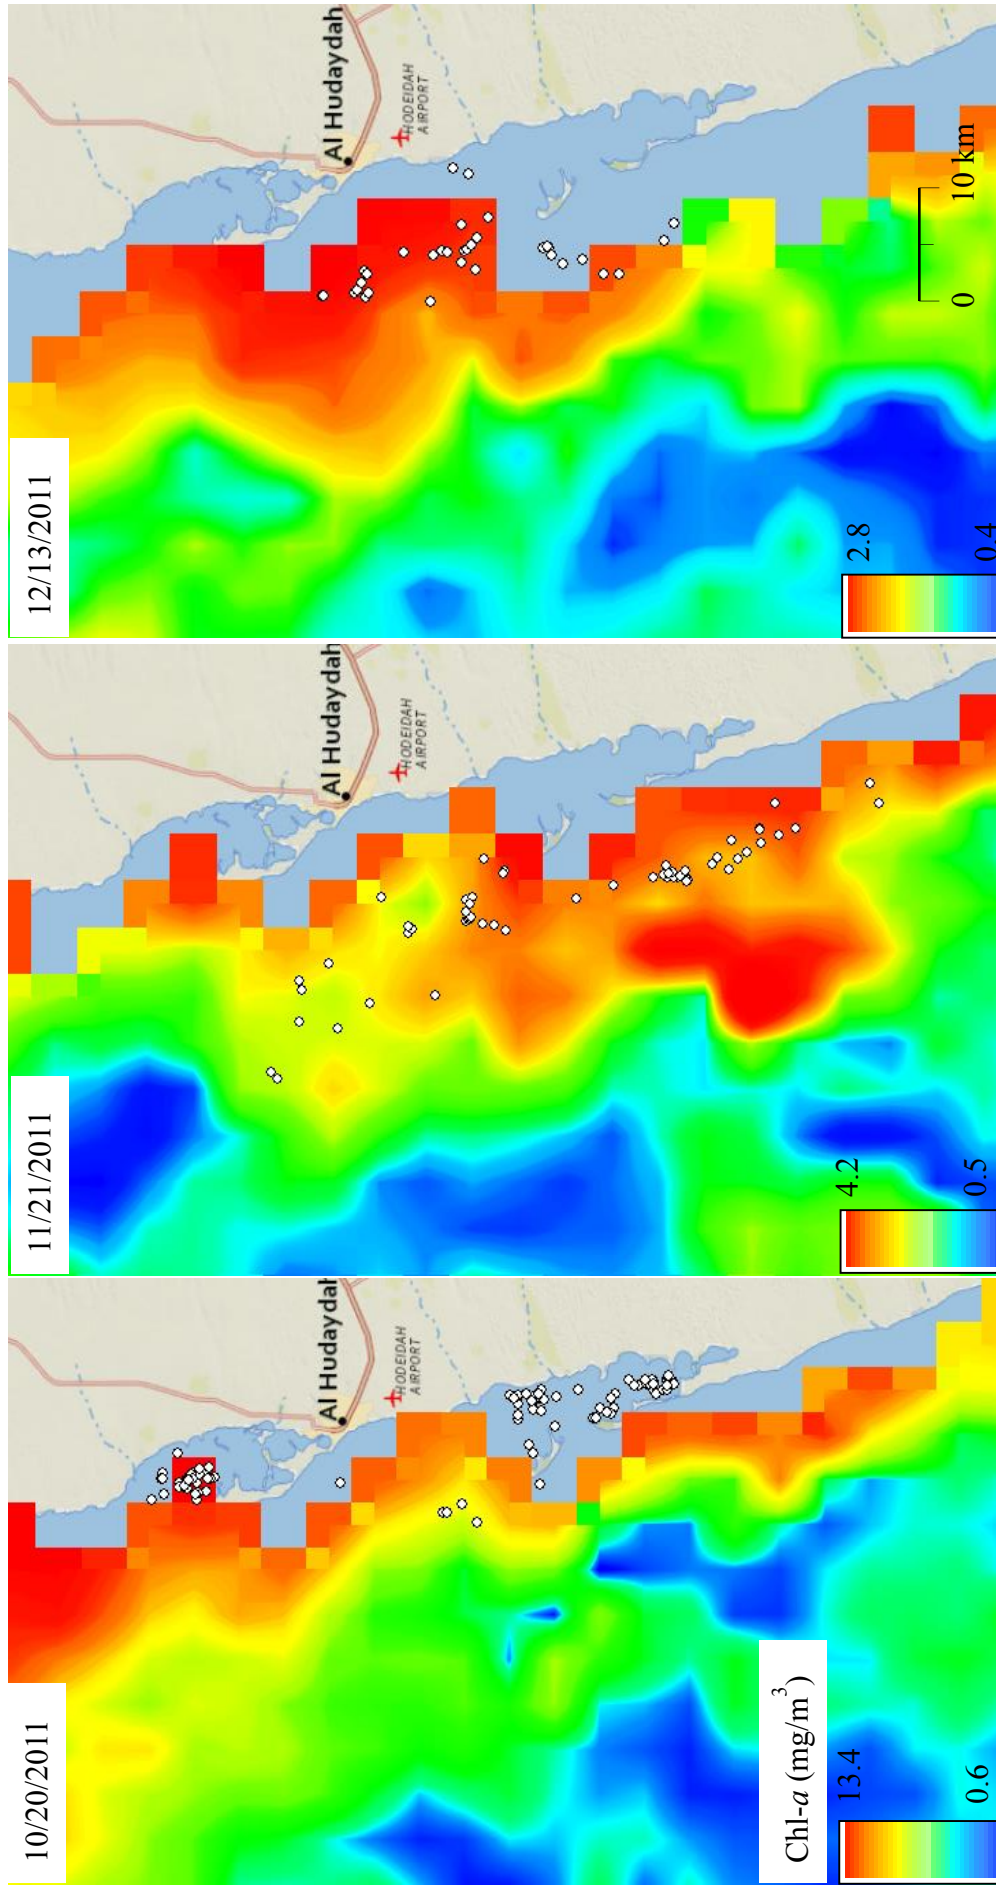 12/13/2011
Al Hudaydah
HODEIDAH
AIRPORT
2.8
0.4
0
10 km
11/21/2011
Al Hudaydah
HODEIDAH
AIRPORT
4.2
0.5
10/20/2011
Al Hudaydah
HODEIDAH
AIRPORT
Chl-a (mg/m³)
13.4
0.6